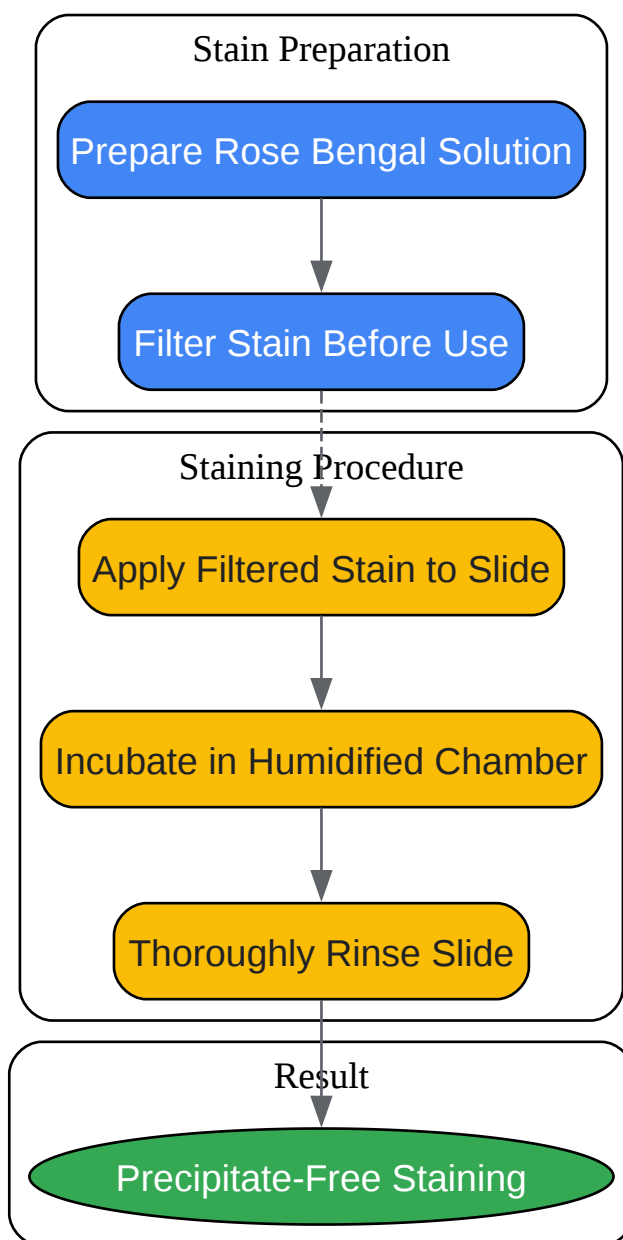 Stain Preparation
Prepare Rose Bengal Solution
Filter Stain Before Use
Staining Procedure
Apply Filtered Stain to Slide
Incubate in Humidified Chamber
Thoroughly Rinse Slide
Result
Precipitate-Free Staining